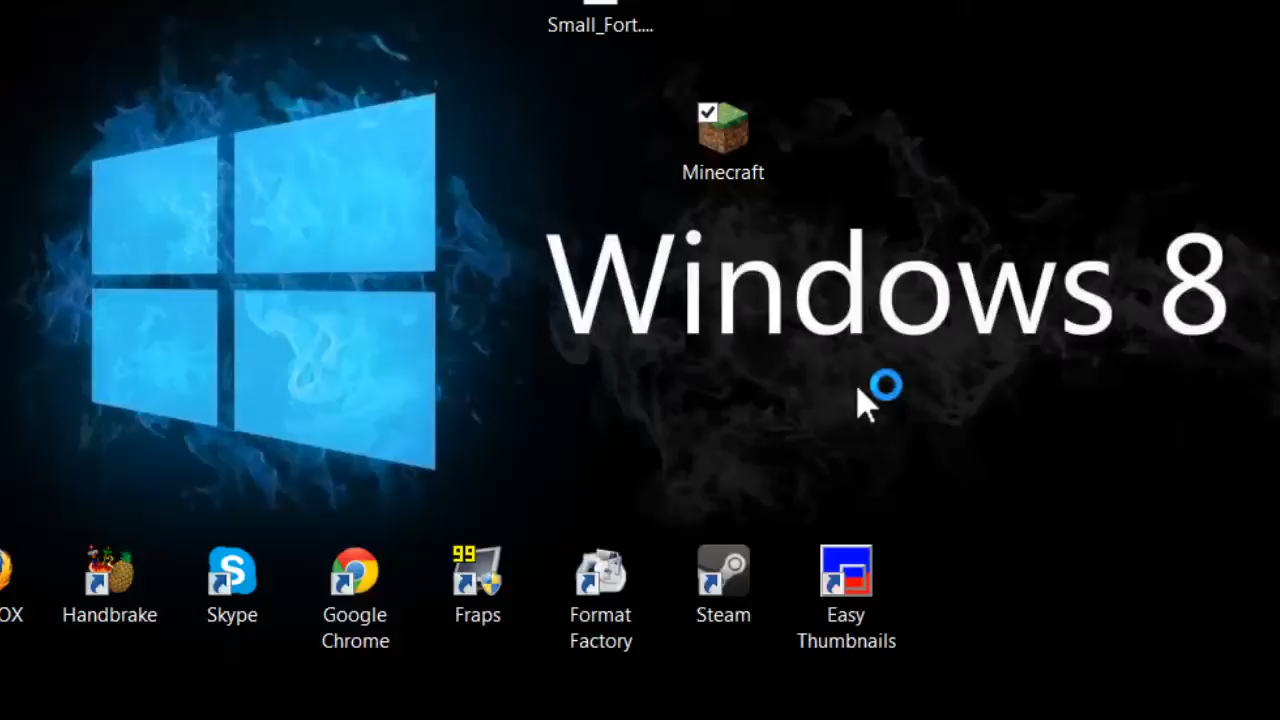 Small_Fort....
Minecraft
Windows 8
99
OX
Handbrake
Skype
Google
Chrome
Fraps
Format
Factory
Steam
Easy
Thumbnails